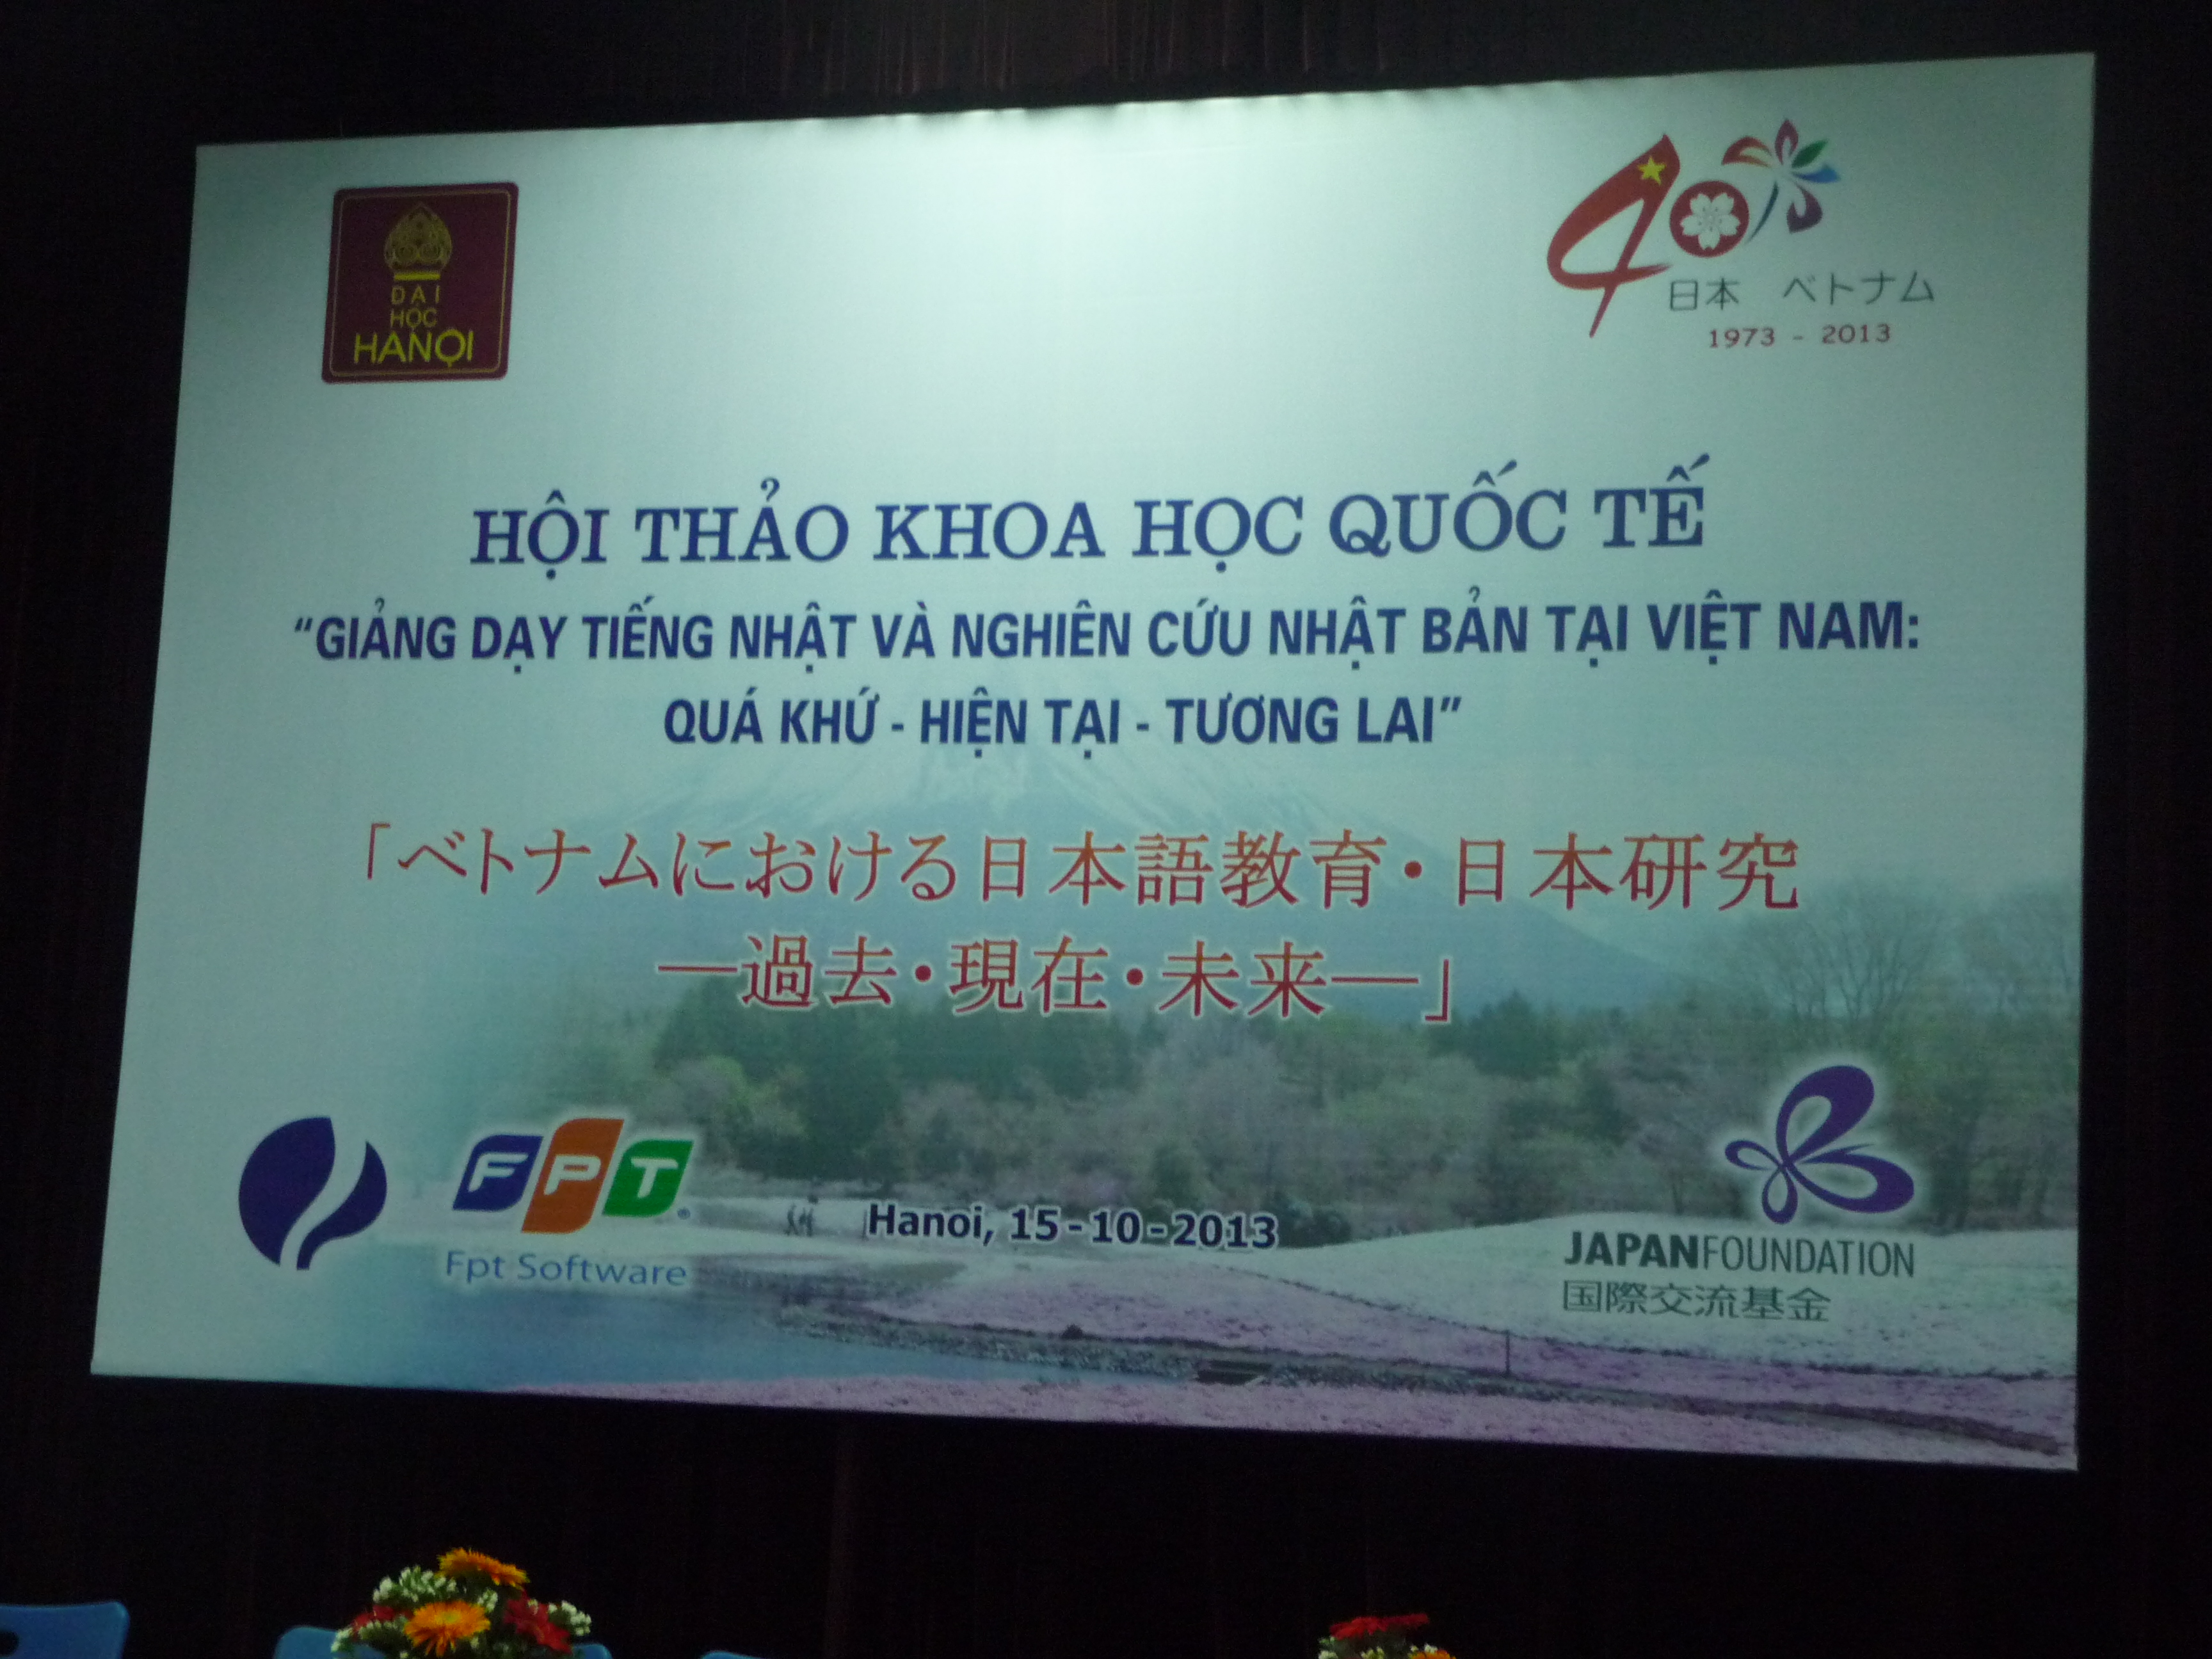 ĐẠI
HỌC
HANỘI
40
日本 ベトナム
1973 - 2013
HỘI THẢO KHOA HỌC QUỐC TẾ
“GIẢNG DẠY TIẾNG NHẬT VÀ NGHIÊN CỨU NHẬT BẢN TẠI VIỆT NAM:
QUÁ KHỨ - HIỆN TẠI - TƯƠNG LAI”
「ベトナムにおける日本語教育・日本研究
―過去・現在・未来―」
FPT
Fpt Software
Hanoi, 15-10-2013
JAPANFOUNDATION
国際交流基金